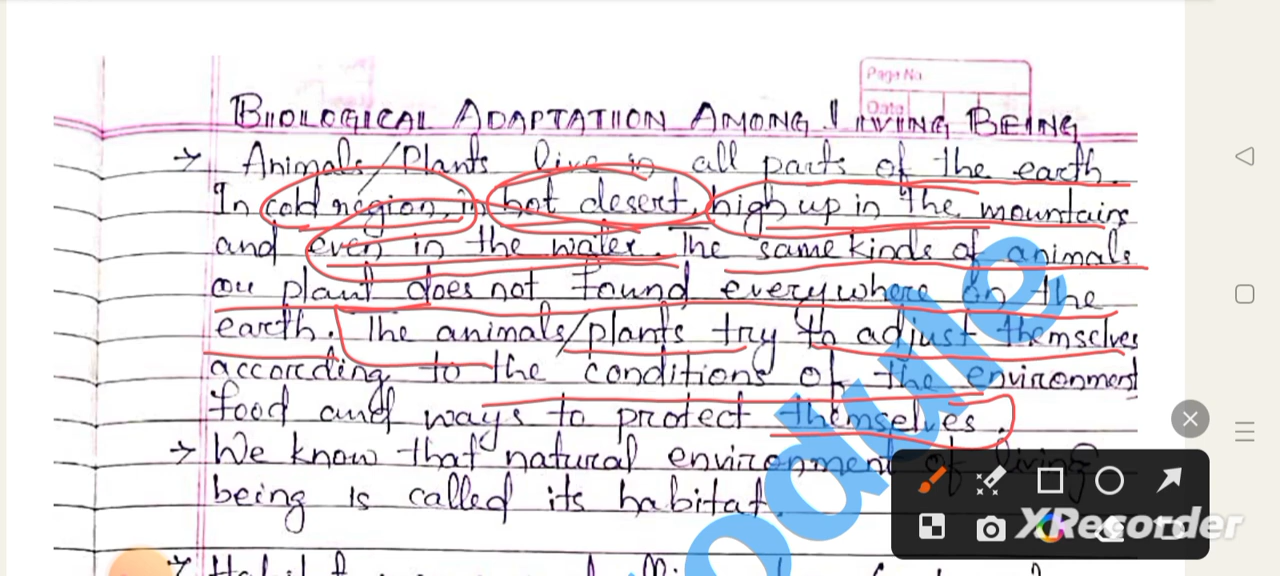 Page No.
Date
BIOLOGICAL ADAPTATION AMONG LIVING BEING
→ Animals/Plants live in all parts of the earth.
In cold region, in hot desert, high up in the mountains
and even in the water. The same kinds of animals
or plant does not found everywhere on the
earth. The animals/plants try to adjust themselves
according to the conditions of the environment
food and ways to protect themselves.
→ We know that natural environment of living
being is called its habitat.
odule
XRecorder